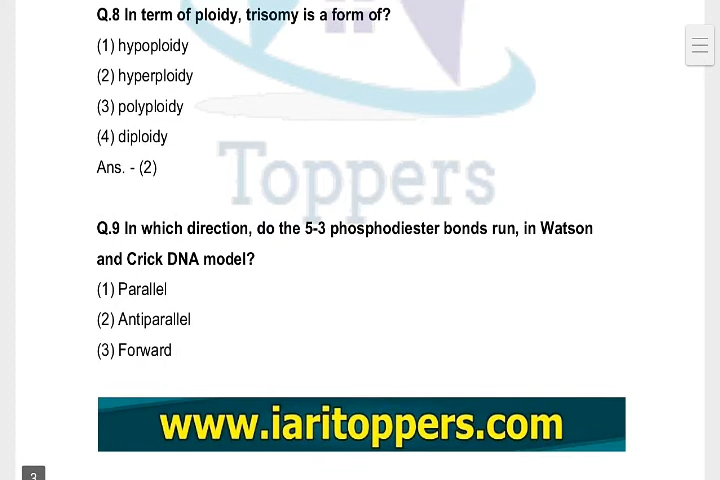 Q.8 In term of ploidy, trisomy is a form of?
(1) hypoploidy
(2) hyperploidy
(3) polyploidy
(4) diploidy
Ans. - (2)
Toppers
Q.9 In which direction, do the 5-3 phosphodiester bonds run, in Watson
and Crick DNA model?
(1) Parallel
(2) Antiparallel
(3) Forward
www.iaritoppers.com
3